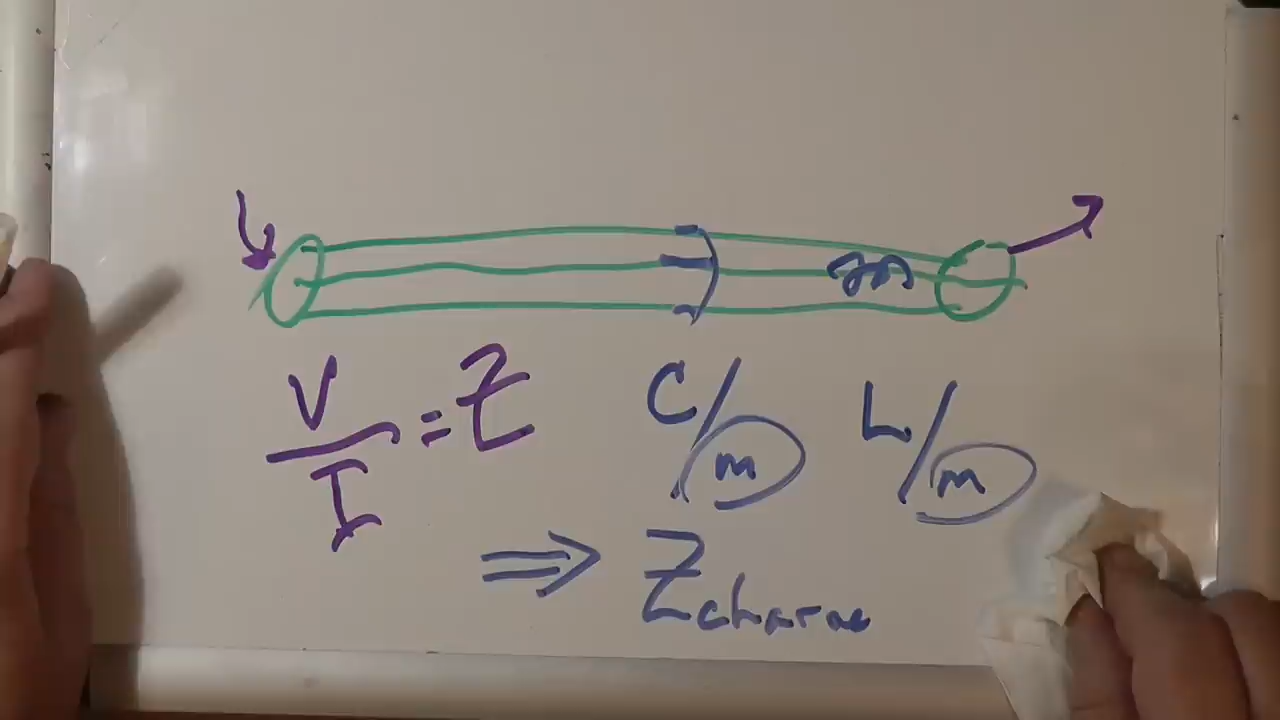 V/I = Z
C/m
L/m
⇒ Zcharac